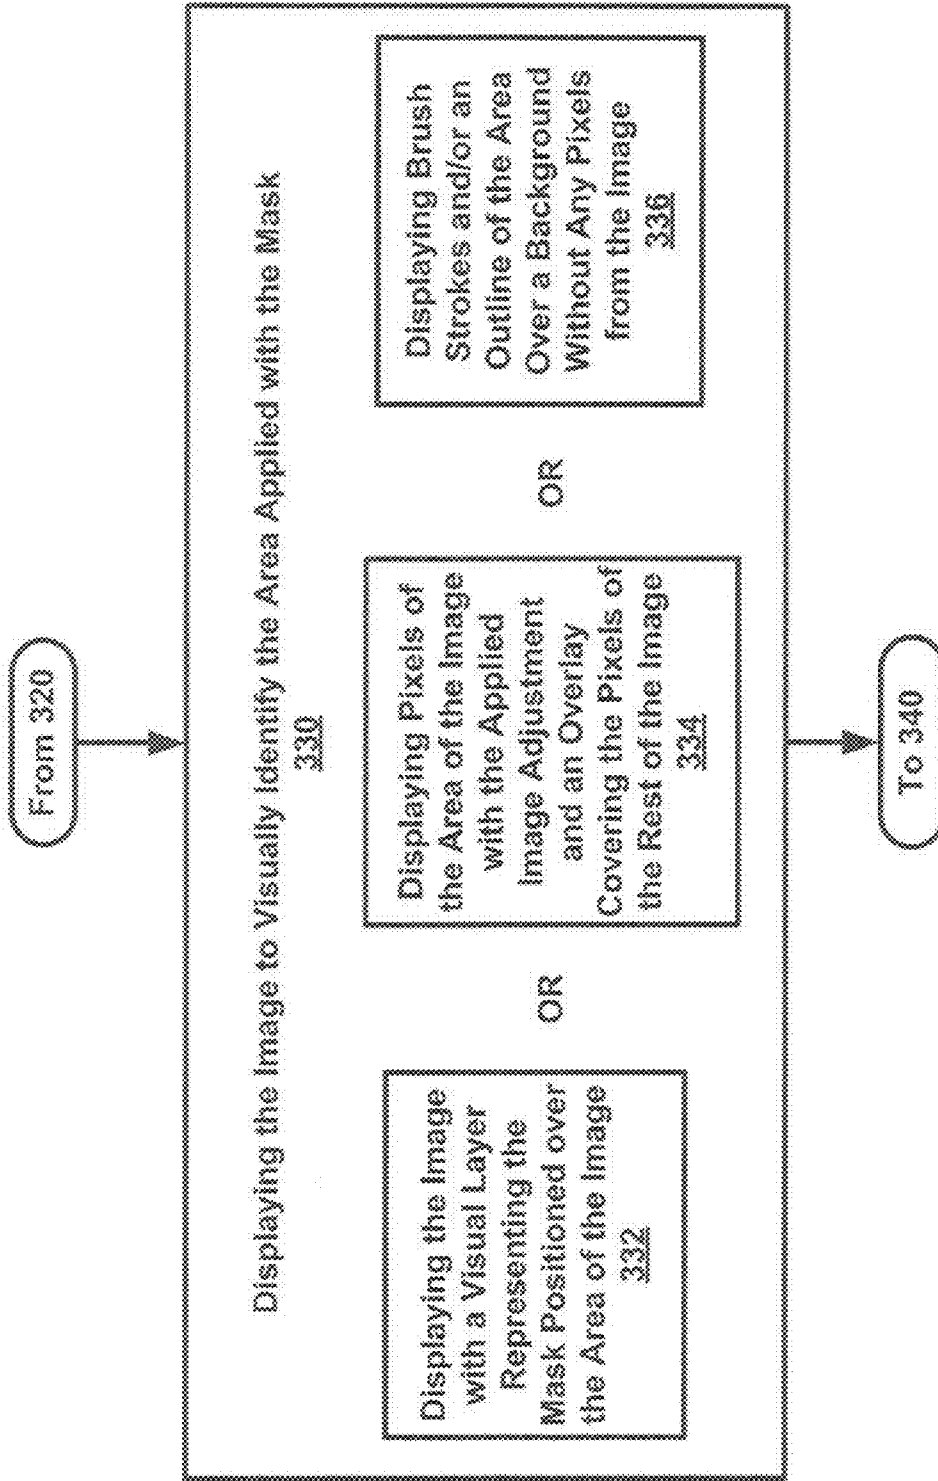 From 320
Displaying the Image to Visually Identify the Area Applied with the Mask
330
Displaying the Image
with a Visual Layer
Representing the
Mask Positioned over
the Area of the Image
332
OR
Displaying Pixels of
the Area of the Image
with the Applied
Image Adjustment
and an Overlay
Covering the Pixels of
the Rest of the Image
334
OR
Displaying Brush
Strokes and/or an
Outline of the Area
Over a Background
Without Any Pixels
from the Image
336
To 340